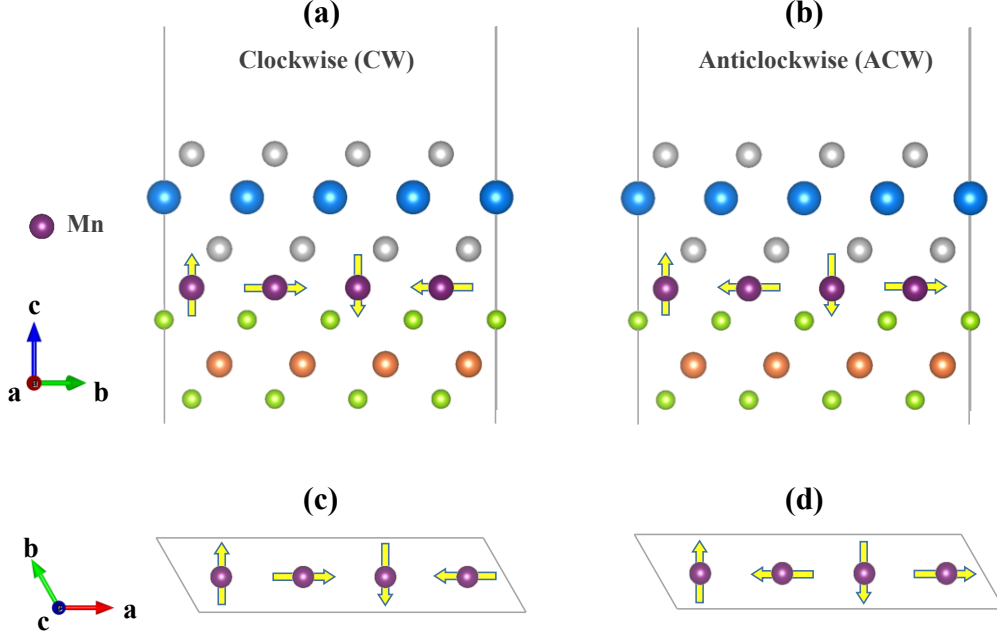 (a)
(b)
Clockwise (CW)
Anticlockwise (ACW)
Mn
c
a
b
(c)
(d)
b
c
a